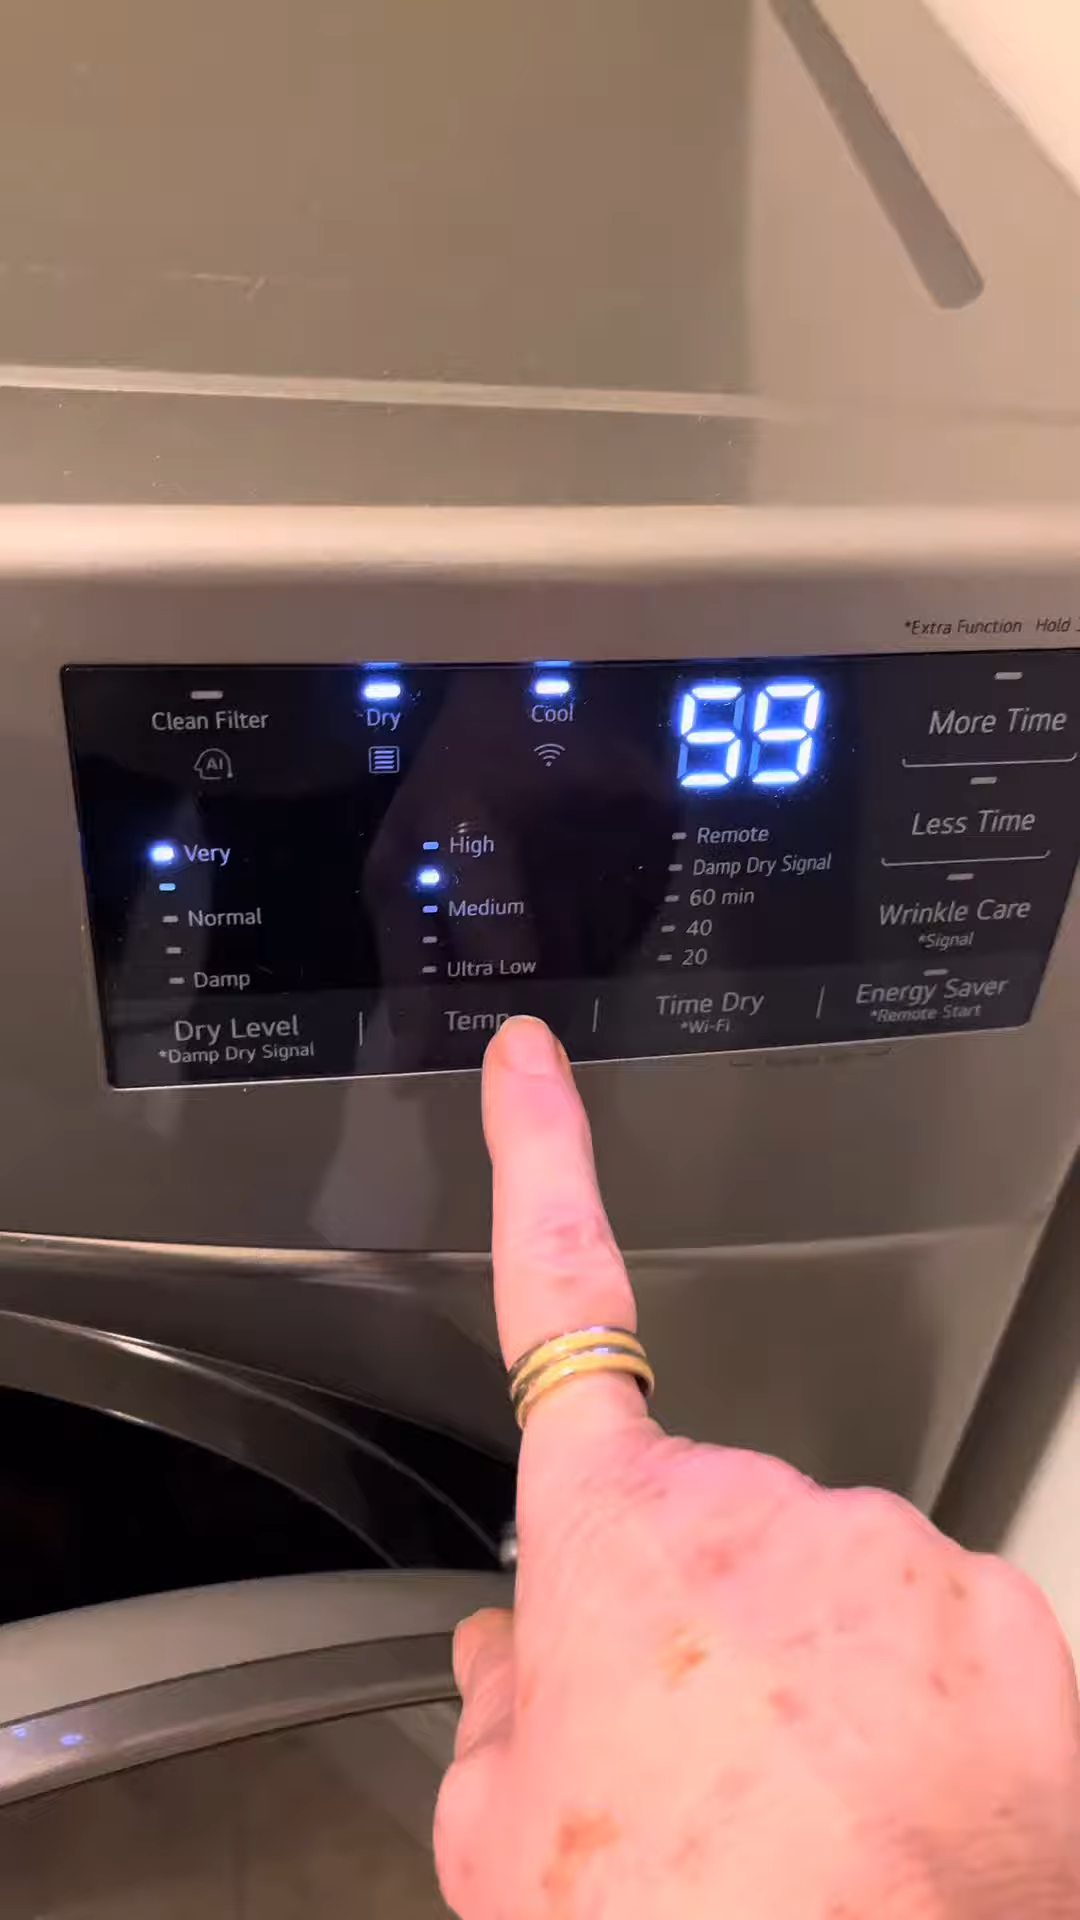 *Extra Function Hold
Clean Filter
Dry
Cool
59
More Time
AI
Very
High
Remote
Less Time
Damp Dry Signal
Normal
Medium
60 min
Wrinkle Care
*Signal
40
Damp
Ultra Low
20
Dry Level
*Damp Dry Signal
Temp
Time Dry
*Wi-Fi
Energy Saver
*Remote Start